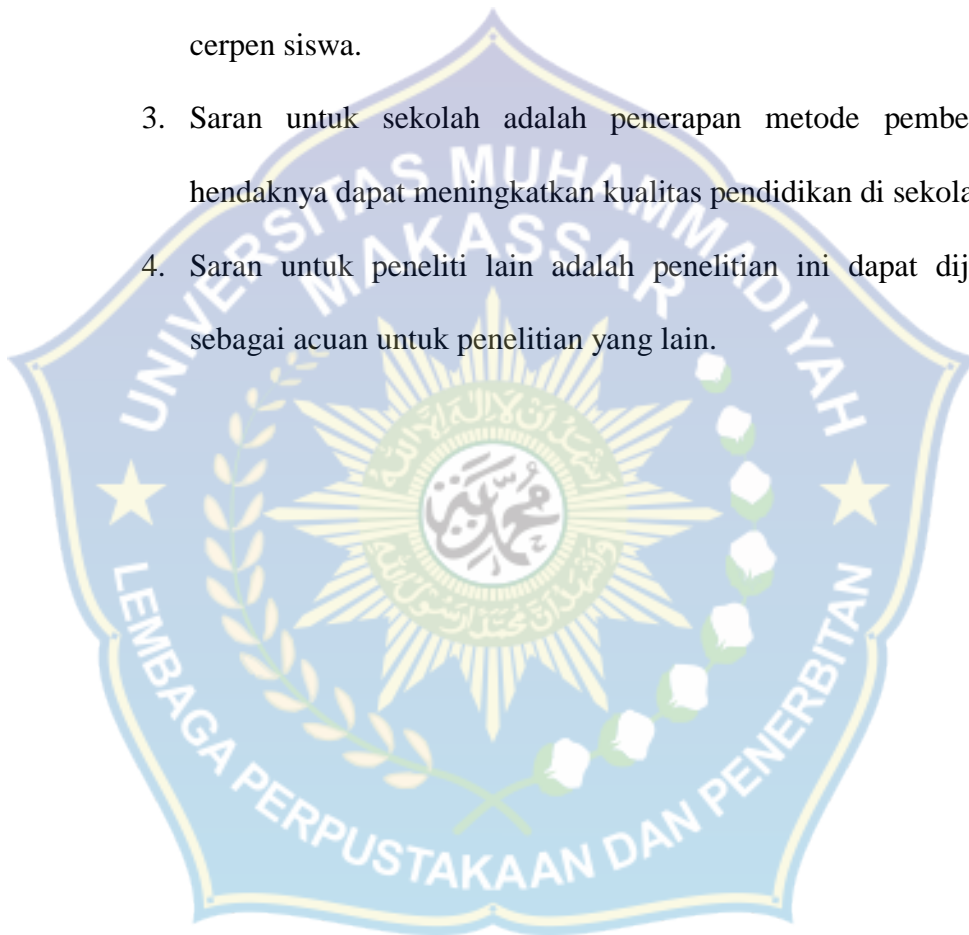 cerpen siswa.
3. Saran untuk sekolah adalah penerapan metode pembe
hendaknya dapat meningkatkan kualitas pendidikan di sekola
4. Saran untuk peneliti lain adalah penelitian ini dapat dij
sebagai acuan untuk penelitian yang lain.
UNIVERSITAS MUHAMMADIYAH
MAKASSAR
LEMBAGA PERPUSTAKAAN DAN PENERBITAN